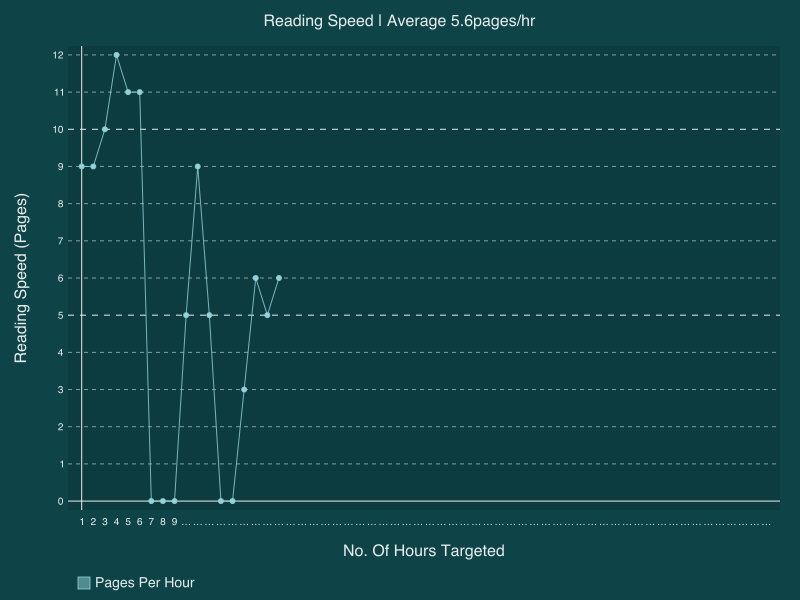 Reading Speed | Average 5.6pages/hr
12
11
10
9
8
7
6
5
4
3
2
1
0
Reading Speed (Pages)
1 2 3 4 5 6 7 8 9 ... ... ... ... ... ... ... ... ... ... ... ... ... ... ... ... ... ... ... ... ... ... ... ... ... ... ... ... ... ... ... ... ... ... ... ... ... ... ... ... ... ... ... ... ... ... ... ... ... ... ...
No. Of Hours Targeted
Pages Per Hour